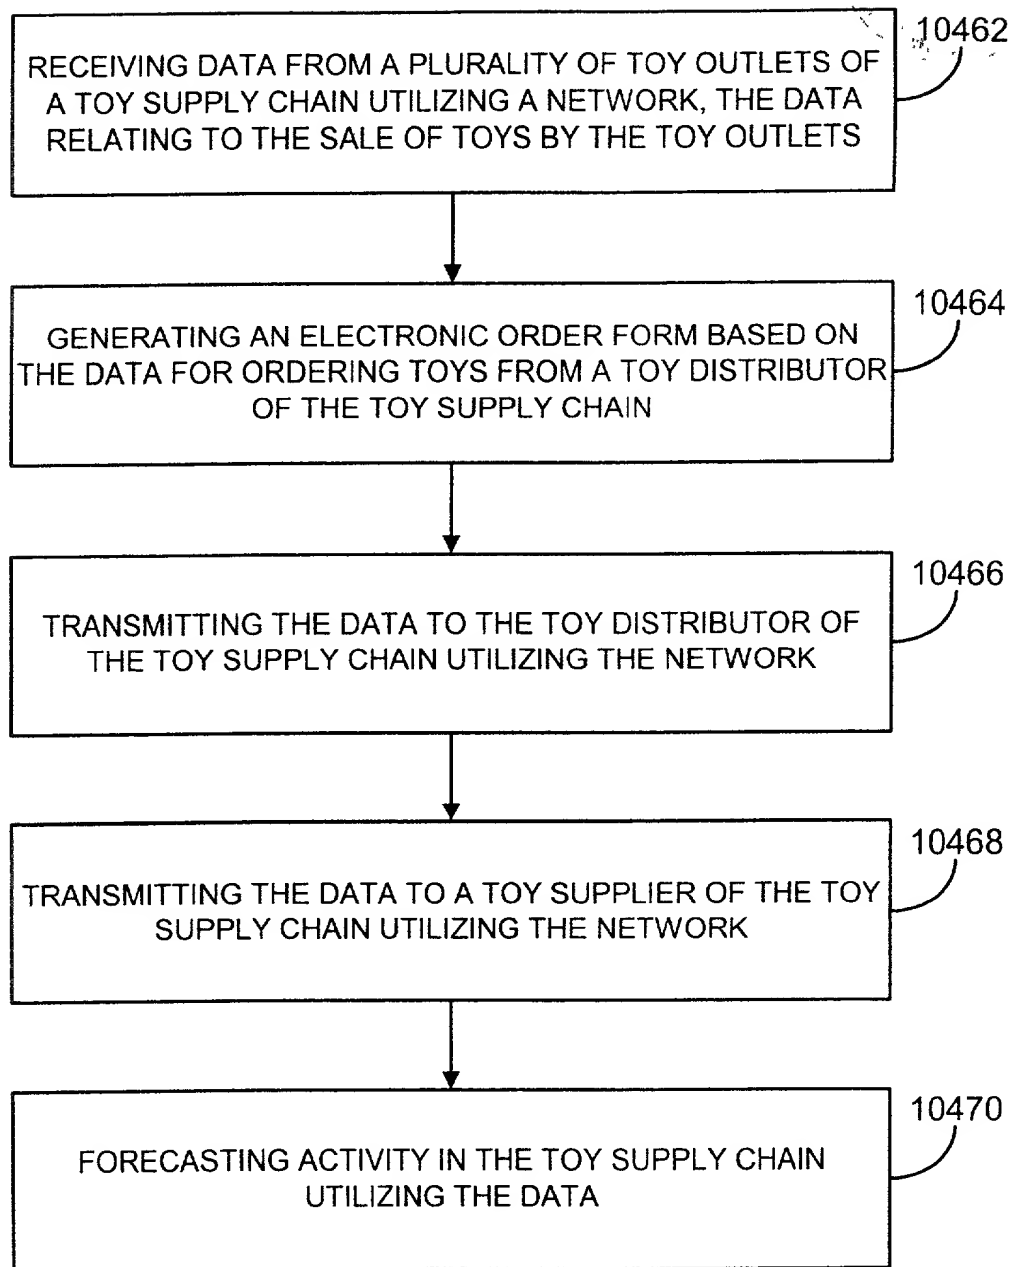 10462
RECEIVING DATA FROM A PLURALITY OF TOY OUTLETS OF
A TOY SUPPLY CHAIN UTILIZING A NETWORK, THE DATA
RELATING TO THE SALE OF TOYS BY THE TOY OUTLETS
10464
GENERATING AN ELECTRONIC ORDER FORM BASED ON
THE DATA FOR ORDERING TOYS FROM A TOY DISTRIBUTOR
OF THE TOY SUPPLY CHAIN
10466
TRANSMITTING THE DATA TO THE TOY DISTRIBUTOR OF
THE TOY SUPPLY CHAIN UTILIZING THE NETWORK
10468
TRANSMITTING THE DATA TO A TOY SUPPLIER OF THE TOY
SUPPLY CHAIN UTILIZING THE NETWORK
10470
FORECASTING ACTIVITY IN THE TOY SUPPLY CHAIN
UTILIZING THE DATA